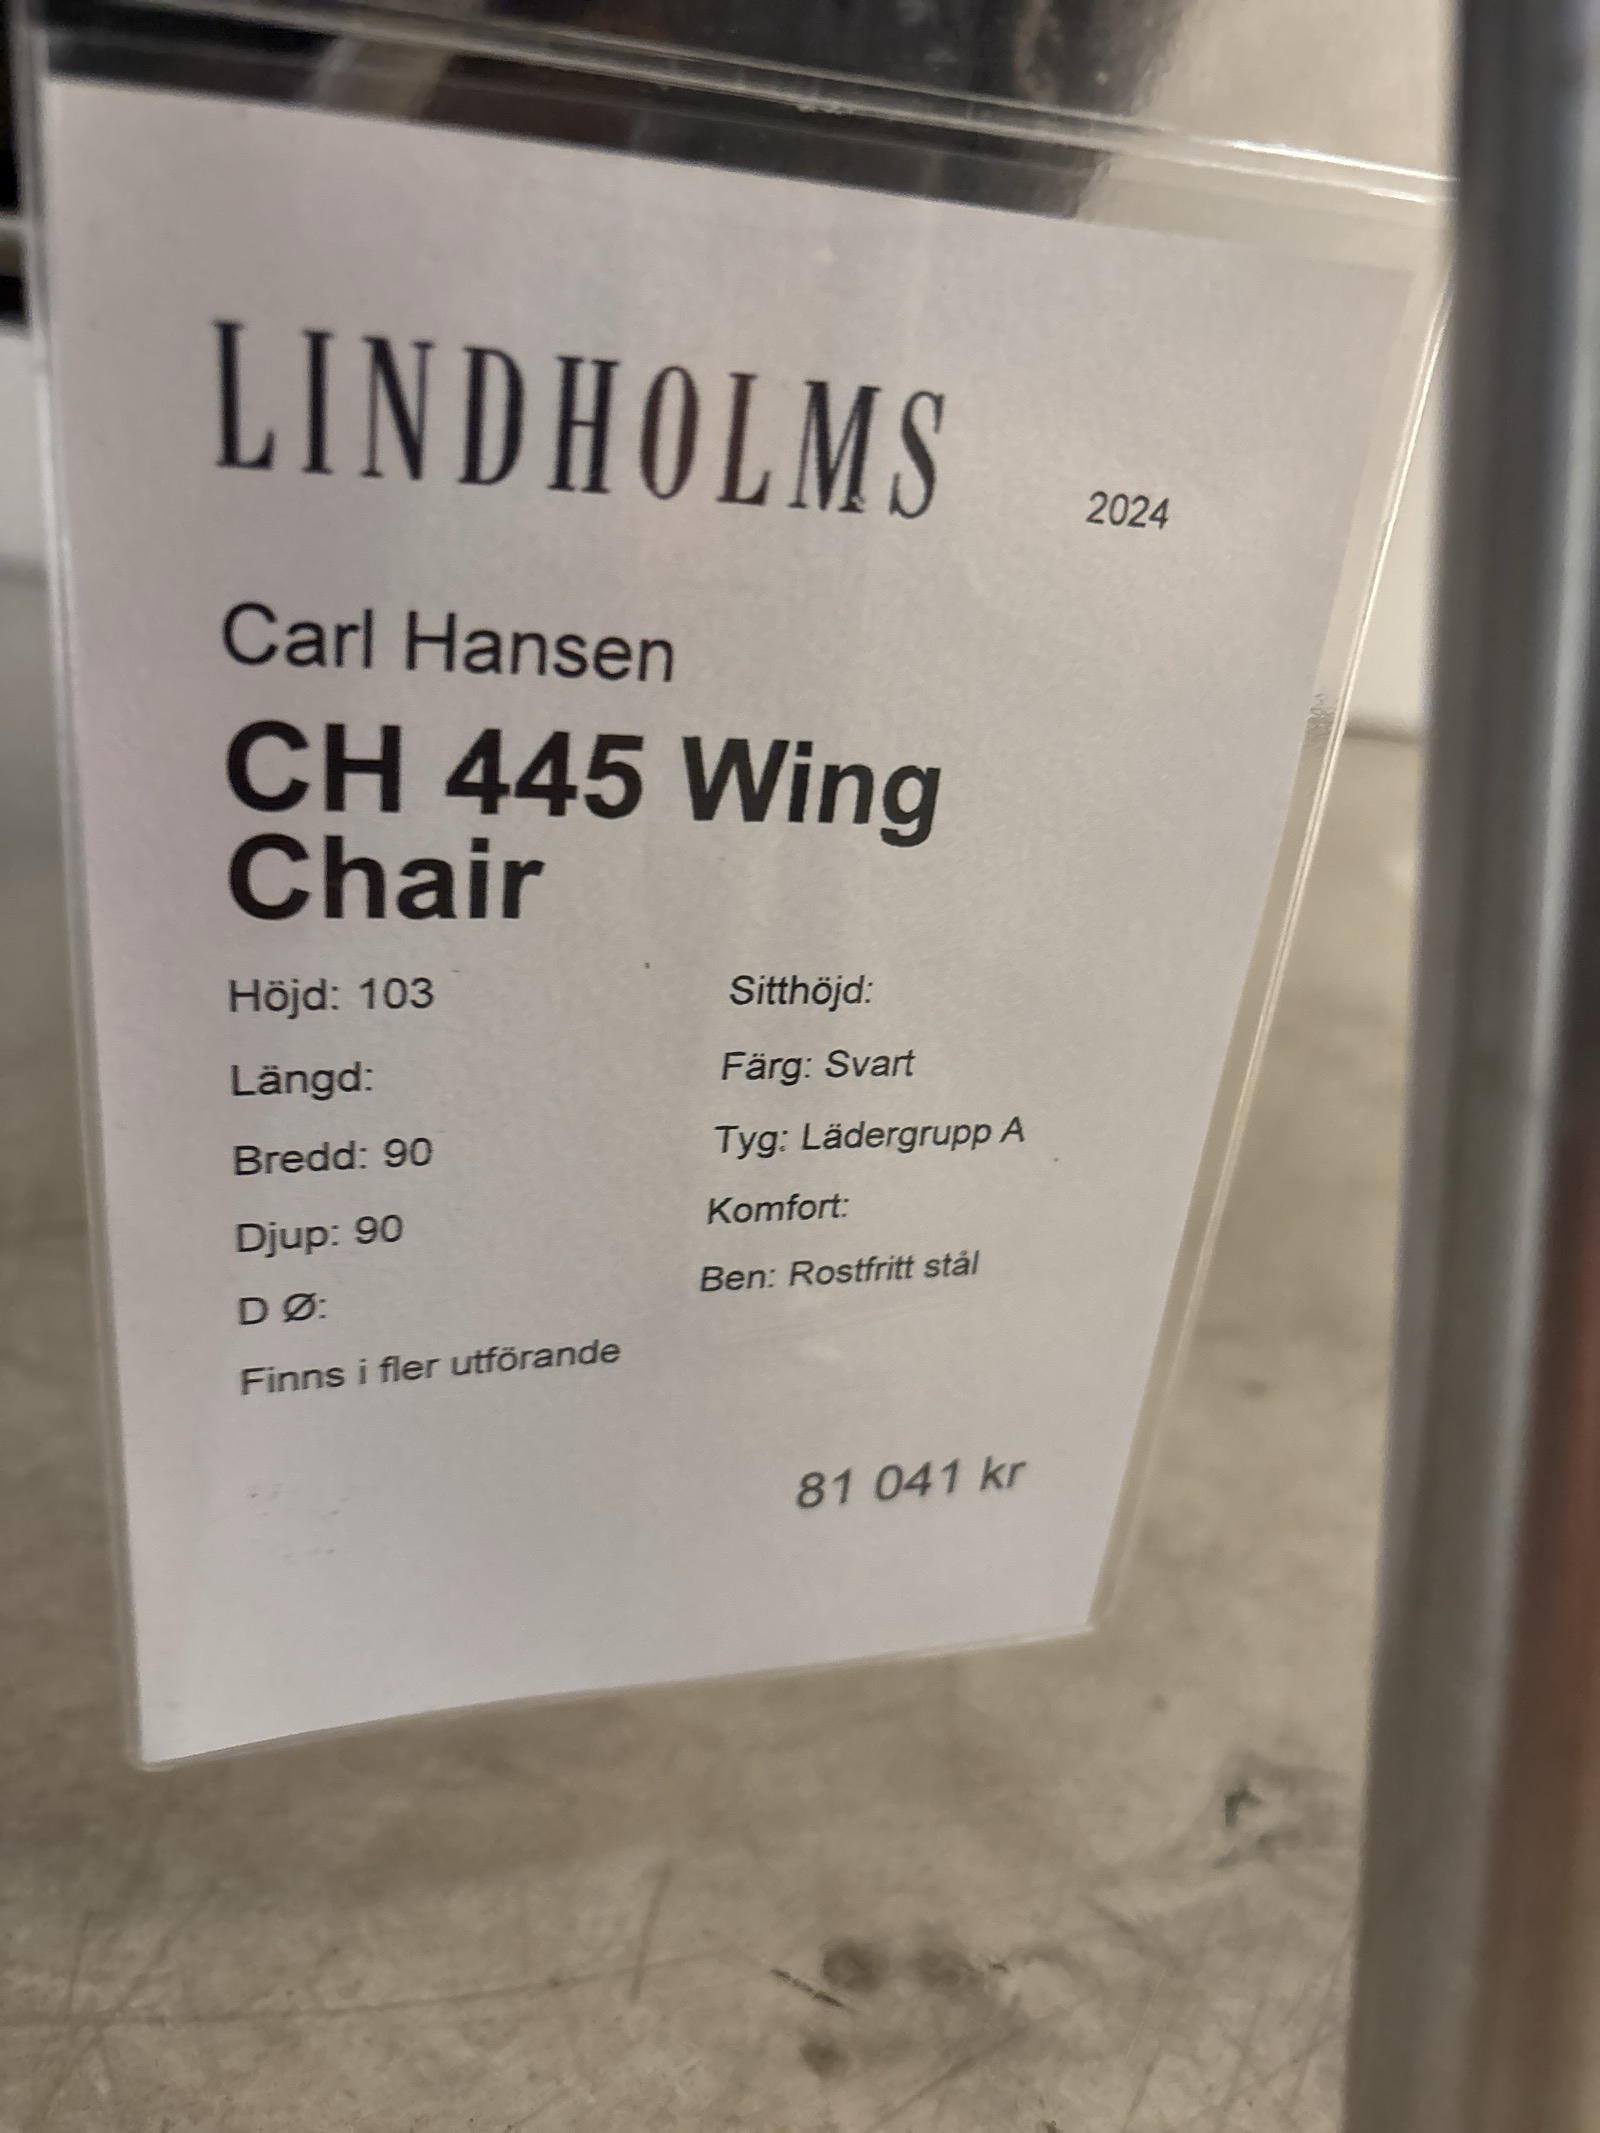 LINDHOLMS
2024
Carl Hansen
CH 445 Wing
Chair
Höjd: 103
Längd:
Bredd: 90
Djup: 90
D Ø:
Finns i fler utförande
Sitthöjd:
Färg: Svart
Tyg: Lädergrupp A
Komfort:
Ben: Rostfritt stål
81 041 kr